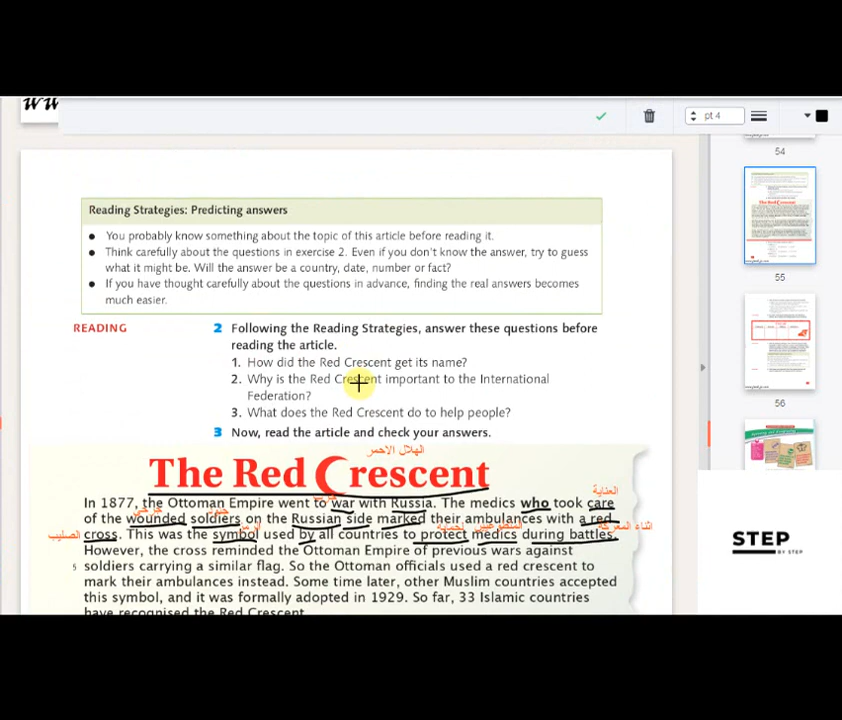 pt 4
54
Reading Strategies: Predicting answers
● You probably know something about the topic of this article before reading it.
● Think carefully about the questions in exercise 2. Even if you don't know the answer, try to guess
what it might be. Will the answer be a country, date, number or fact?
● If you have thought carefully about the questions in advance, finding the real answers becomes
much easier.
55
READING
2 Following the Reading Strategies, answer these questions before
reading the article.
1. How did the Red Crescent get its name?
2. Why is the Red Crescent important to the International
Federation?
3. What does the Red Crescent do to help people?
56
3 Now, read the article and check your answers.
الهلال الاحمر
The Red Crescent
العناية
In 1877, the Ottoman Empire went to war with Russia. The medics who took care
of the wounded soldiers on the Russian side marked their ambulances with a red
اثناء المعركة
الصليب
cross. This was the symbol used by all countries to protect medics during battles.
However, the cross reminded the Ottoman Empire of previous wars against
5 soldiers carrying a similar flag. So the Ottoman officials used a red crescent to
mark their ambulances instead. Some time later, other Muslim countries accepted
this symbol, and it was formally adopted in 1929. So far, 33 Islamic countries
have recognised the Red Crescent.
STEP
BY STEP